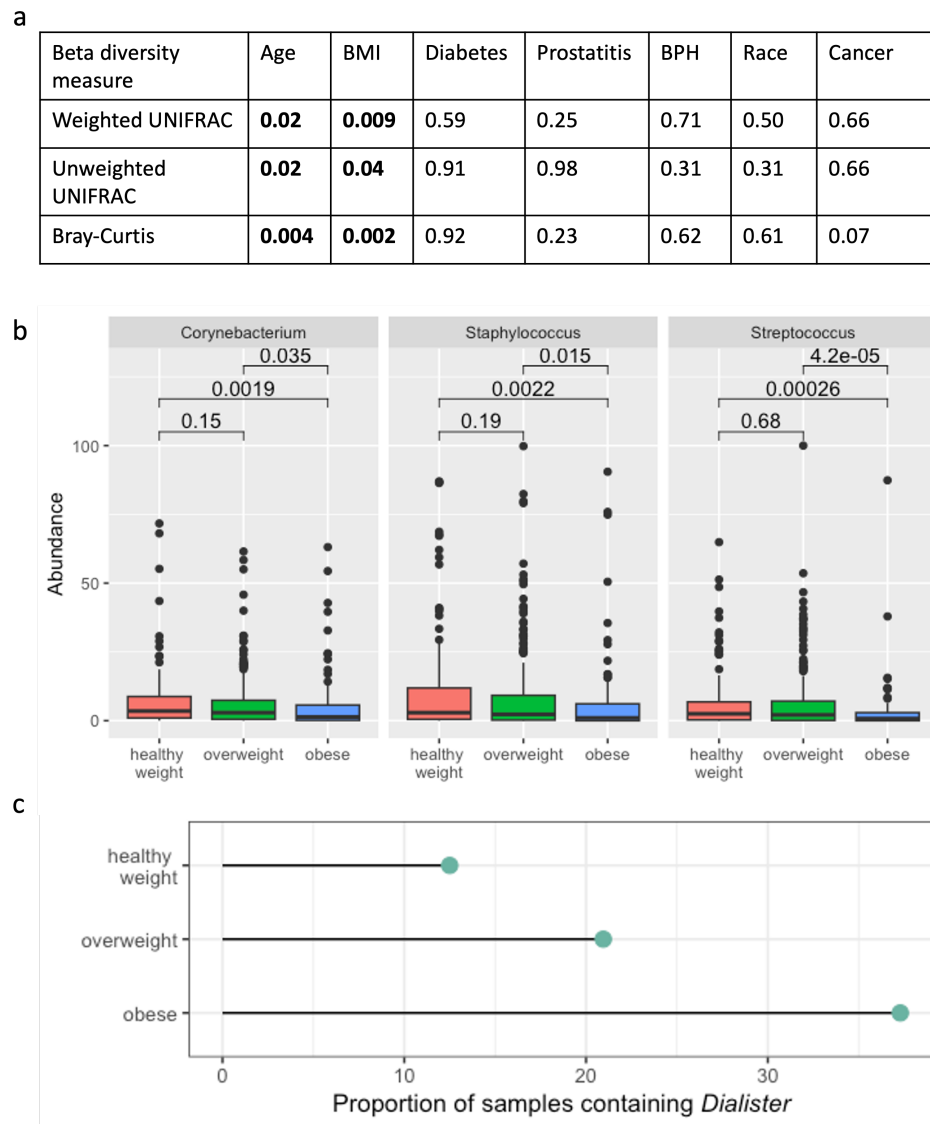 a
Beta diversity measure Age BMI Diabetes Prostatitis BPH Race Cancer
Weighted UNIFRAC 0.02 0.009 0.59 0.25 0.71 0.50 0.66
Unweighted UNIFRAC 0.02 0.04 0.91 0.98 0.31 0.31 0.66
Bray-Curtis 0.004 0.002 0.92 0.23 0.62 0.61 0.07
b
Corynebacterium Staphylococcus Streptococcus
0.035 0.015 4.2e-05
0.0019 0.0022 0.00026
0.15 0.19 0.68
100
50
0
Abundance
healthy weight overweight obese healthy weight overweight obese healthy weight overweight obese
c
healthy
weight
overweight
obese
0 10 20 30
Proportion of samples containing Dialister